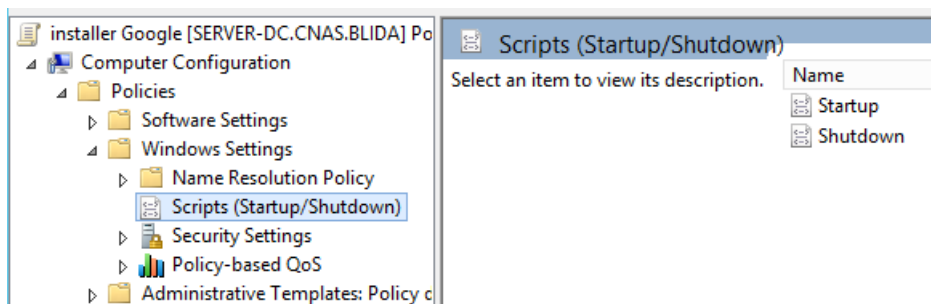 installer Google [SERVER-DC.CNAS.BLIDA] Po
Computer Configuration
Policies
Software Settings
Windows Settings
Name Resolution Policy
Scripts (Startup/Shutdown)
Security Settings
Policy-based QoS
Administrative Templates: Policy d
Scripts (Startup/Shutdown)
Select an item to view its description.
Name
Startup
Shutdown